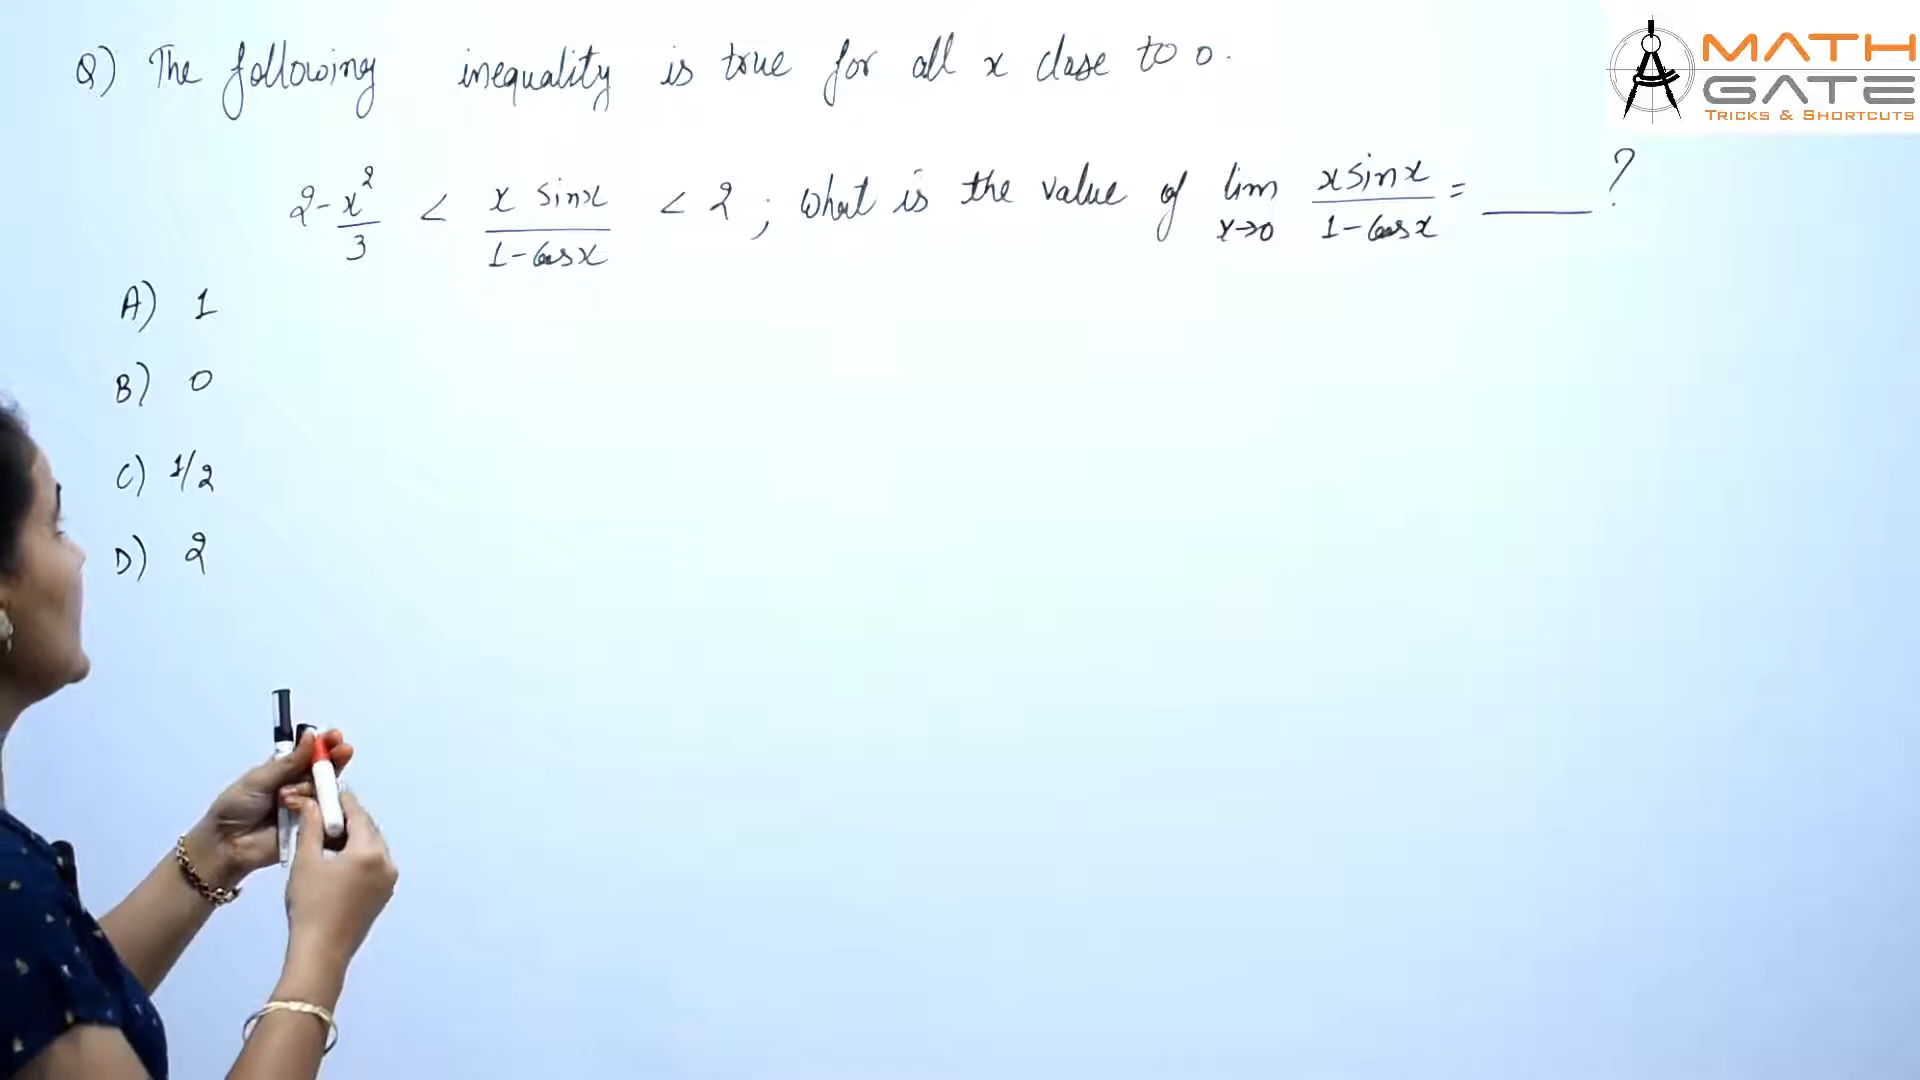 Q) The following inequality is true for all x close to 0.
2 - x²/3 < x sinx / 1-Cosx < 2 ; What is the value of lim x→0 xsinx / 1-Cosx = ____ ?
A) 1
B) 0
C) 1/2
D) 2
MATH
GATE
TRICKS & SHORTCUTS